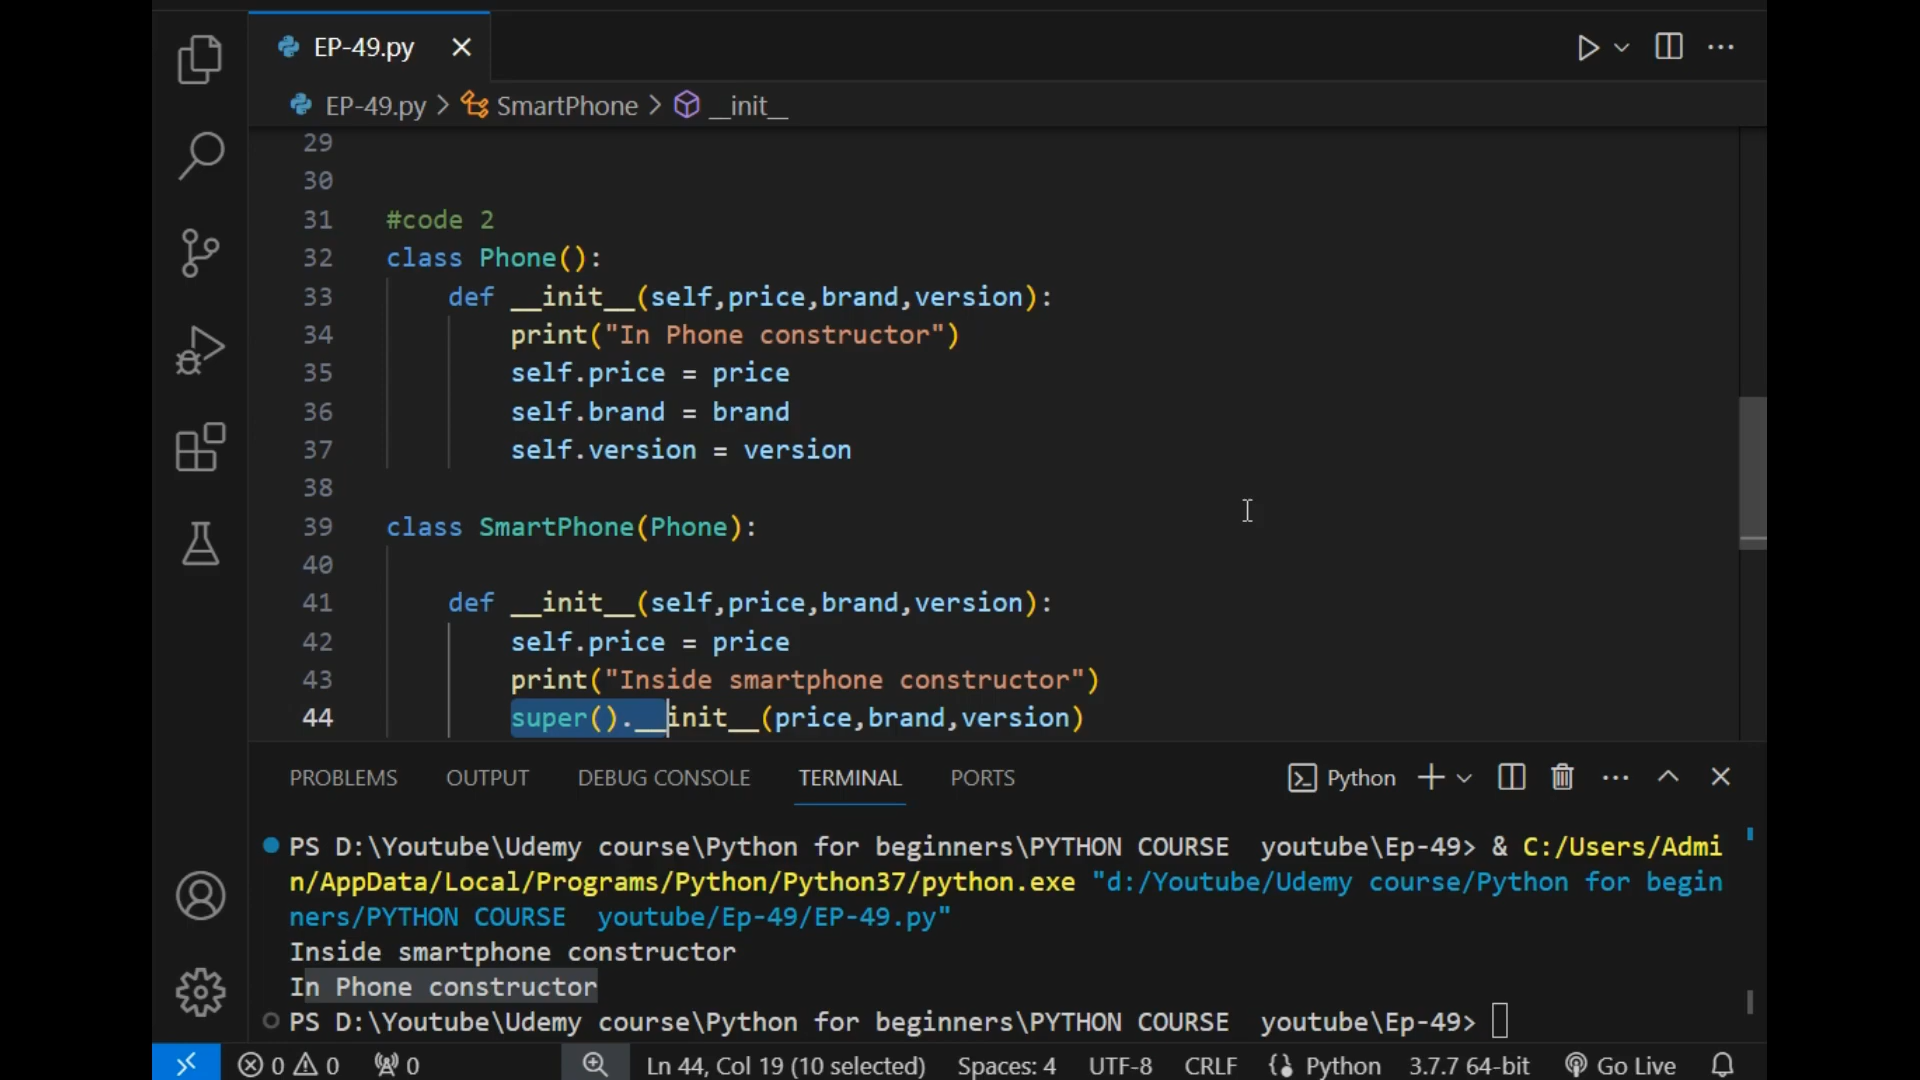 EP-49.py
EP-49.py > SmartPhone > __init__
29
30
31 #code 2
32 class Phone():
33 def __init__(self,price,brand,version):
34 print("In Phone constructor")
35 self.price = price
36 self.brand = brand
37 self.version = version
38
39 class SmartPhone(Phone):
40
41 def __init__(self,price,brand,version):
42 self.price = price
43 print("Inside smartphone constructor")
44 super().__init__(price,brand,version)
PROBLEMS OUTPUT DEBUG CONSOLE TERMINAL PORTS Python
PS D:\Youtube\Udemy course\Python for beginners\PYTHON COURSE  youtube\Ep-49> & C:/Users/Admi
n/AppData/Local/Programs/Python/Python37/python.exe "d:/Youtube/Udemy course/Python for begin
ners/PYTHON COURSE  youtube/Ep-49/EP-49.py"
Inside smartphone constructor
In Phone constructor
PS D:\Youtube\Udemy course\Python for beginners\PYTHON COURSE  youtube\Ep-49>
0 0 0 Ln 44, Col 19 (10 selected) Spaces: 4 UTF-8 CRLF Python 3.7.7 64-bit Go Live